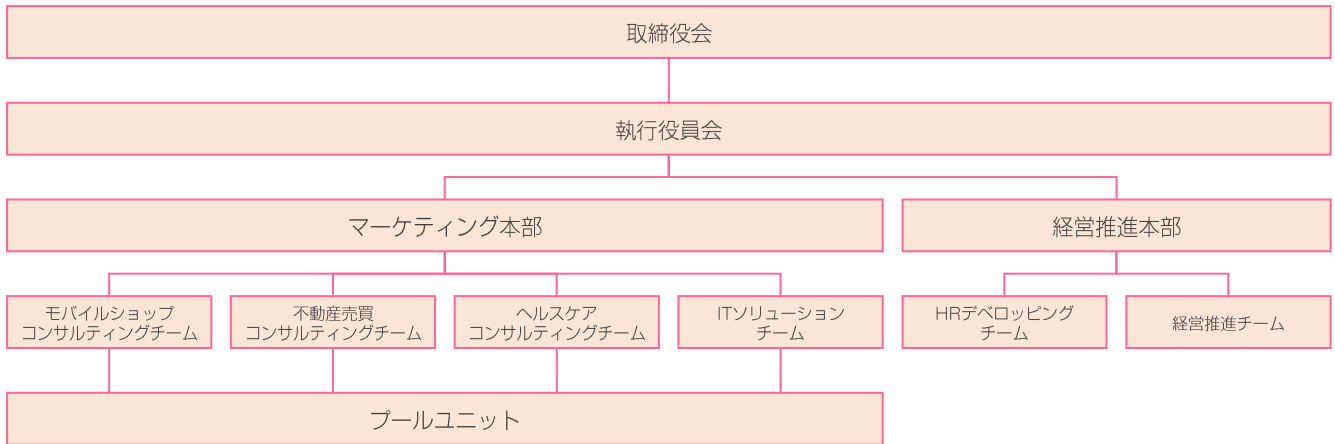 取締役会
執行役員会
マーケティング本部
経営推進本部
モバイルショップ
コンサルティングチーム
不動産売買
コンサルティングチーム
ヘルスケア
コンサルティングチーム
ITソリューション
チーム
HRデベロッピング
チーム
経営推進チーム
プールユニット